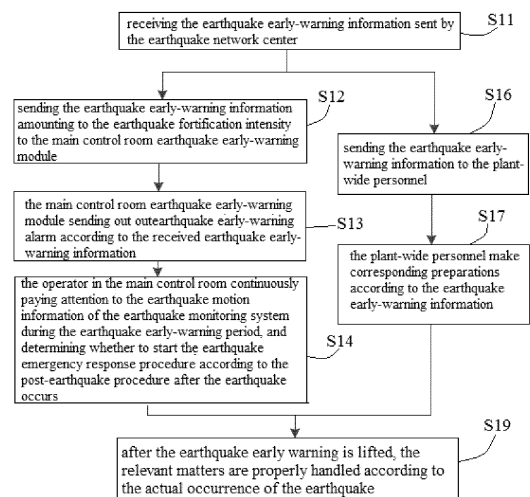 receiving the earthquake early-warning information sent by
the earthquake network center
S11
S12
sending the earthquake early-warning information
amounting to the earthquake fortification intensity
to the main control room earthquake early-warning
module
S16
sending the earthquake early-
warning information to the plant-
wide personnel
the main control room earthquake early-warning
module sending out outearthquake early-warning
alarm according to the received earthquake early-
warning information
S13
S17
the plant-wide personnel make
corresponding preparations
according to the earthquake
early-warning information
the operator in the main control room continuously
paying attention to the earthquake motion
information of the earthquake monitoring system
during the earthquake early-warning period, and
determining whether to start the earthquake
emergency response procedure according to the
post-earthquake procedure after the earthquake
occurs
S14
S19
after the earthquake early warning is lifted, the
relevant matters are properly handled according to
the actual occurrence of the earthquake